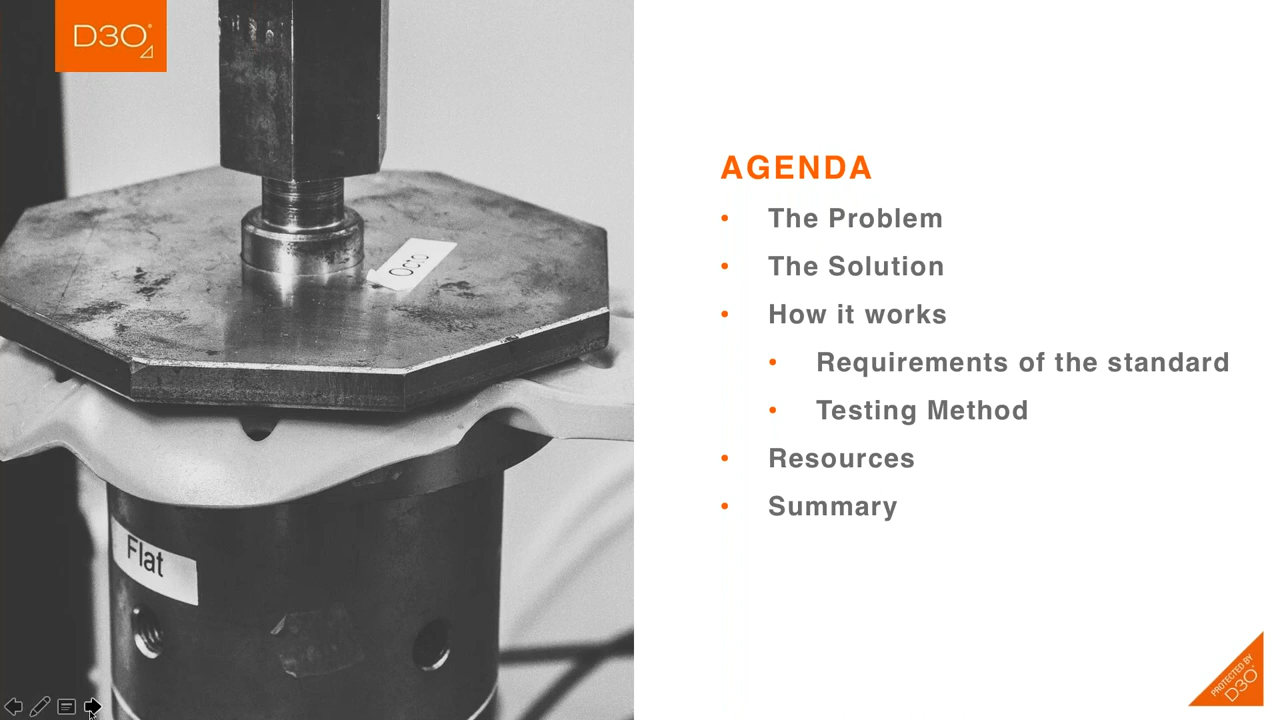 D3O®
Octo
Flat
AGENDA
• The Problem
• The Solution
• How it works
• Requirements of the standard
• Testing Method
• Resources
• Summary
PROTECTED BY
D3O®